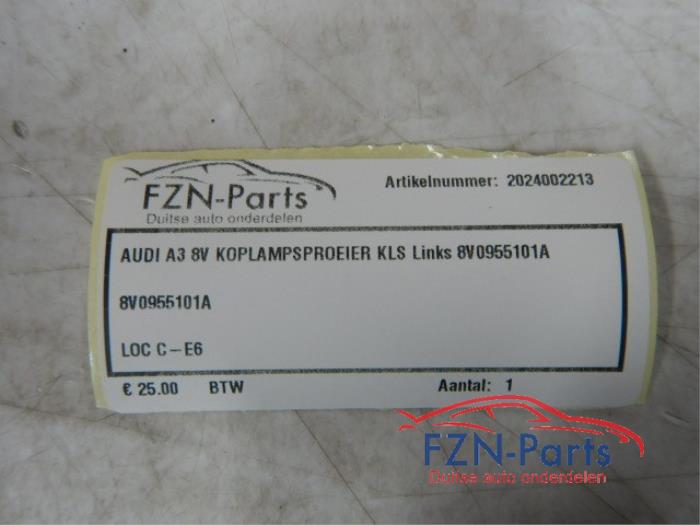 FZN-Parts
Duitse auto onderdelen
Artikelnummer: 2024002213
AUDI A3 8V KOPLAMPSPROEIER KLS Links 8V0955101A
8V0955101A
LOC C-E6
€ 25.00 BTW Aantal: 1
FZN-Parts
Duitse auto onderdelen